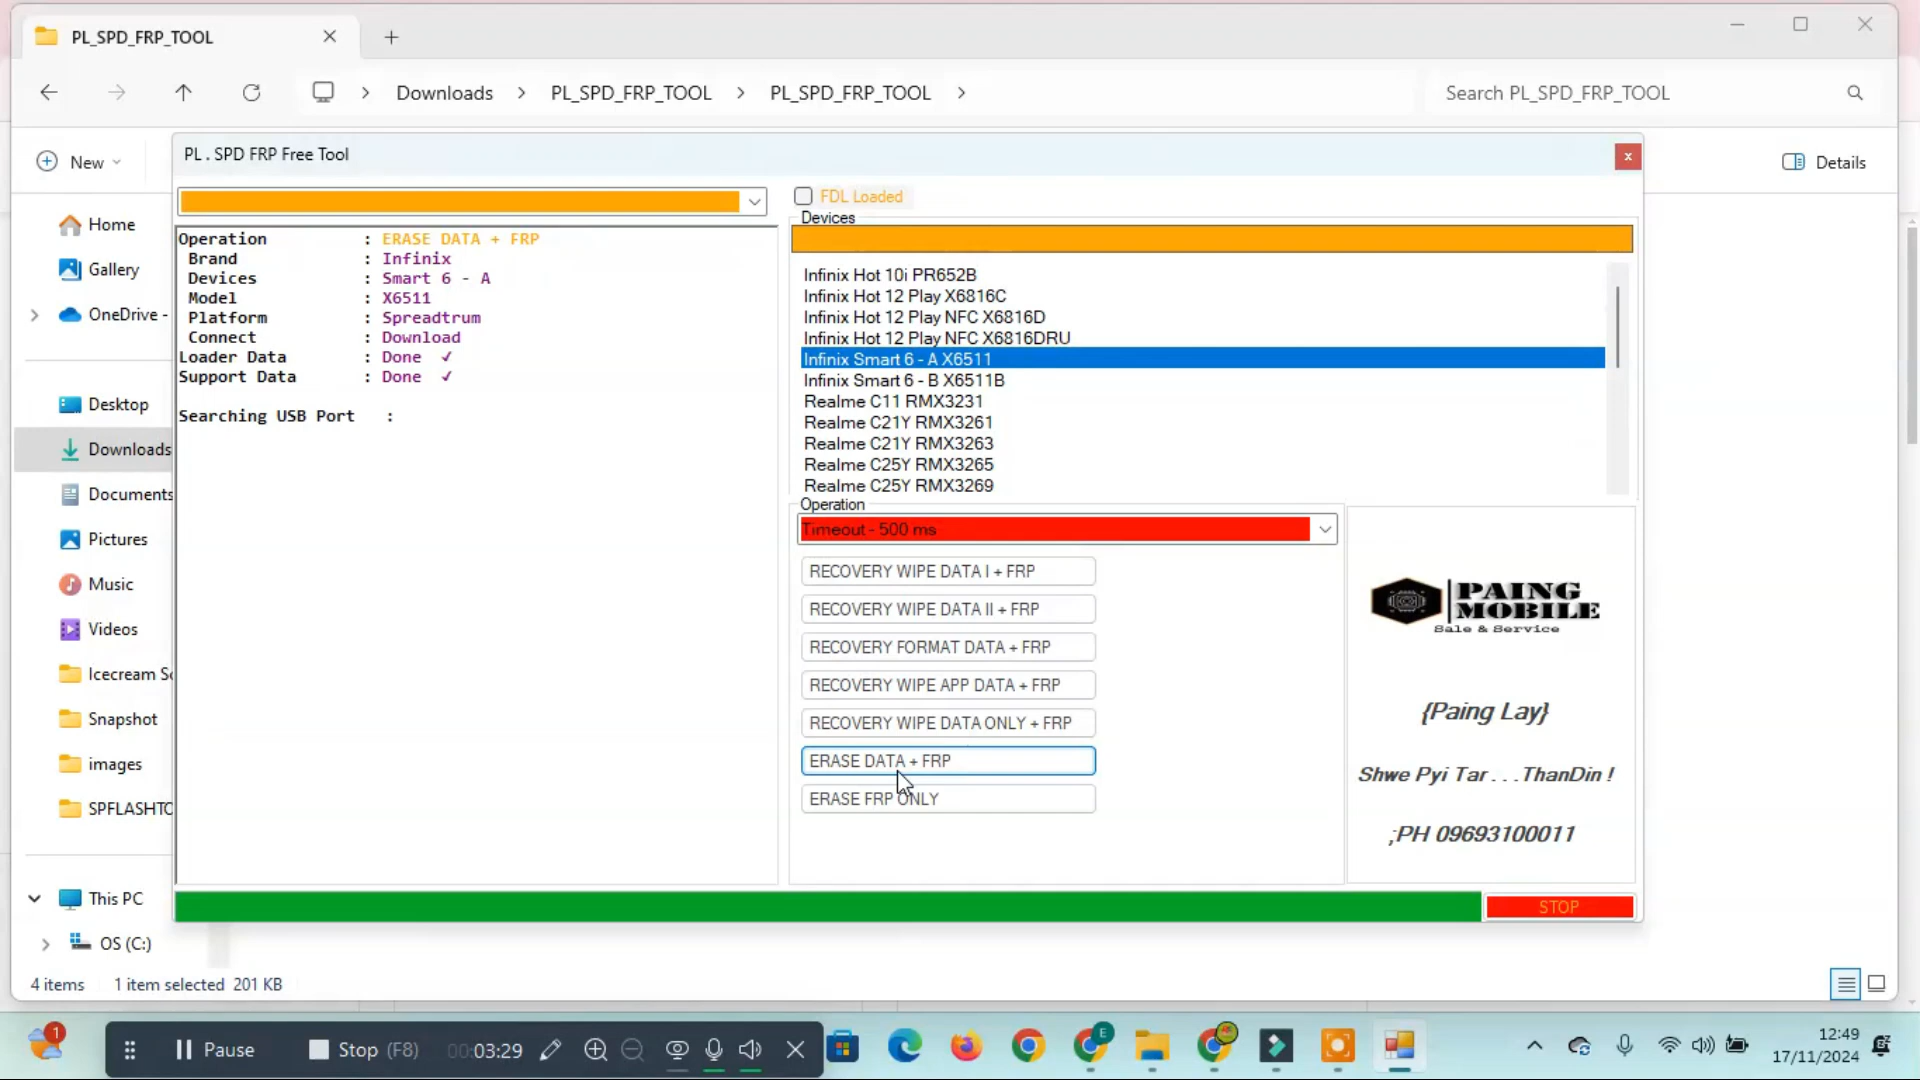 PL_SPD_FRP_TOOL
Downloads
PL_SPD_FRP_TOOL
PL_SPD_FRP_TOOL
Search PL_SPD_FRP_TOOL
New
Details
PL . SPD FRP Free Tool
FDL Loaded
Home
Gallery
OneDrive -
Desktop
Downloads
Documents
Pictures
Music
Videos
Icecream Sc
Snapshot
images
SPFLASHTO
This PC
OS (C:)
Operation : ERASE DATA + FRP
Brand : Infinix
Devices : Smart 6 - A
Model : X6511
Platform : Spreadtrum
Connect : Download
Loader Data : Done ✓
Support Data : Done ✓
Searching USB Port :
Devices
Infinix Hot 10i PR652B
Infinix Hot 12 Play X6816C
Infinix Hot 12 Play NFC X6816D
Infinix Hot 12 Play NFC X6816DRU
Infinix Smart 6 - A X6511
Infinix Smart 6 - B X6511B
Realme C11 RMX3231
Realme C21Y RMX3261
Realme C21Y RMX3263
Realme C25Y RMX3265
Realme C25Y RMX3269
Operation
Timeout - 500 ms
RECOVERY WIPE DATA I + FRP
RECOVERY WIPE DATA II + FRP
RECOVERY FORMAT DATA + FRP
RECOVERY WIPE APP DATA + FRP
RECOVERY WIPE DATA ONLY + FRP
ERASE DATA + FRP
ERASE FRP ONLY
PAING
MOBILE
Sale & Service
{Paing Lay}
Shwe Pyi Tar . . . ThanDin !
;PH 09693100011
STOP
4 items
1 item selected 201 KB
1
Pause
Stop (F8)
00:03:29
E
12:49
17/11/2024